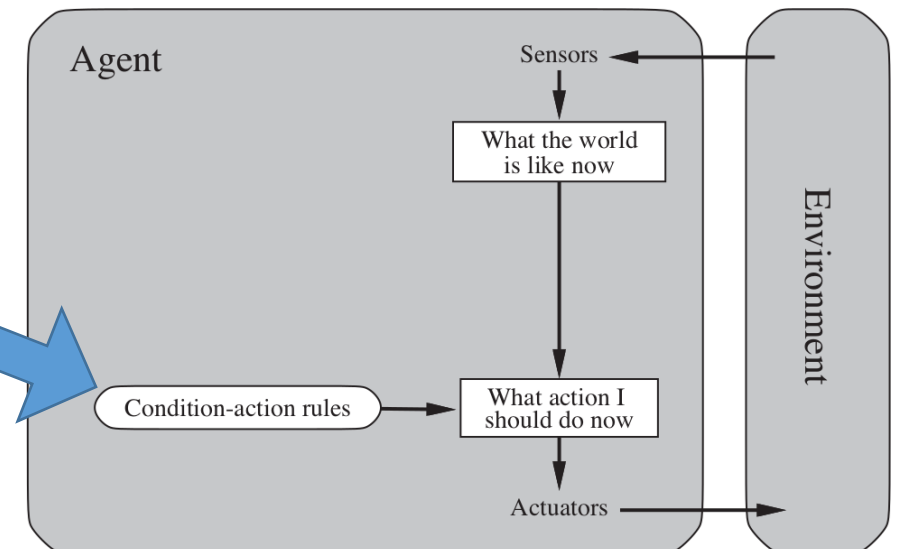 Agent
Sensors
What the world
is like now
Environment
Condition-action rules
What action I
should do now
Actuators